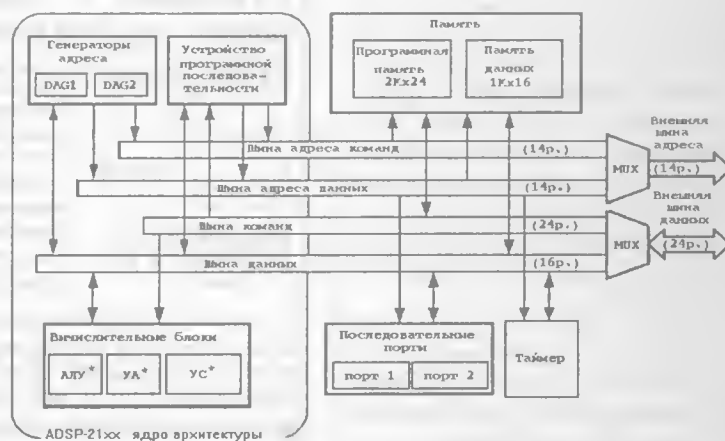 Генераторы
адреса
DAG1
DAG2
Устройство
программной
последова-
тельности
Память
Программная
память
2Кx24
Память
данных
1Кx16
Шина адреса команд
(14р.)
Шина адреса данных
(14р.)
Шина команд
(24р.)
Шина данных
(16р.)
MUX
MUX
Внешняя
шина
адреса
(14р.)
Внешняя
шина
данных
(24р.)
Вычислительные блоки
АЛУ*
УА*
УС*
Последовательные
порты
порт 1
порт 2
Таймер
ADSP-21xx ядро архитектуры